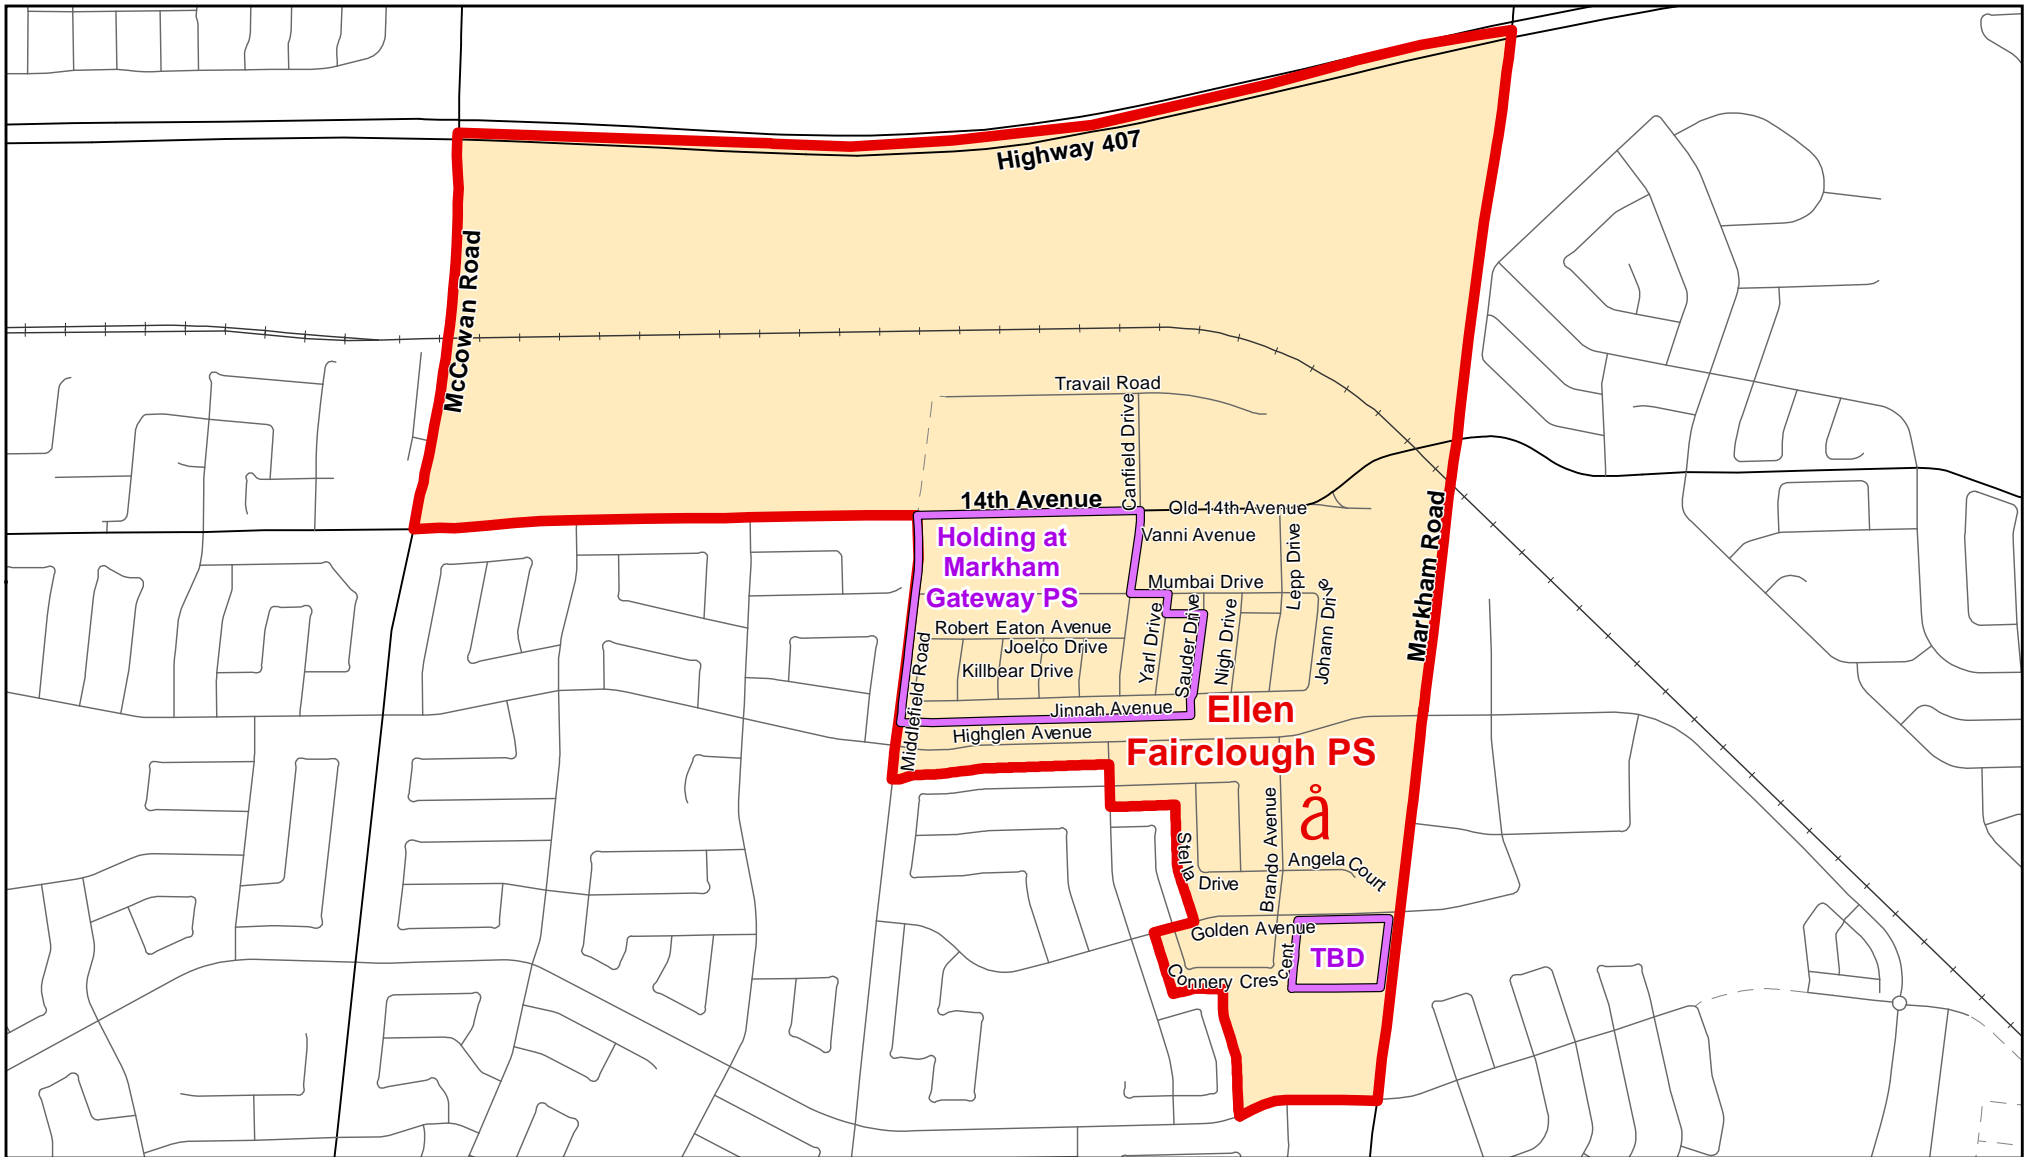 Highway 407
McCowan Road
Travail Road
Canfield Drive
14th Avenue
Old 14th Avenue
Markham Road
Holding at
Markham
Gateway PS
Vanni Avenue
Lepp Drive
Mumbai Drive
Johann Drive
Robert Eaton Avenue
Joelco Drive
Killbear Drive
Yarl Drive
Sauder Drive
Nigh Drive
Middlefield Road
Jinnah Avenue
Highglen Avenue
Ellen
Fairclough PS
å
Brando Avenue
Stelva
Drive
Angela Court
Golden Avenue
TBD
Connery Crescent